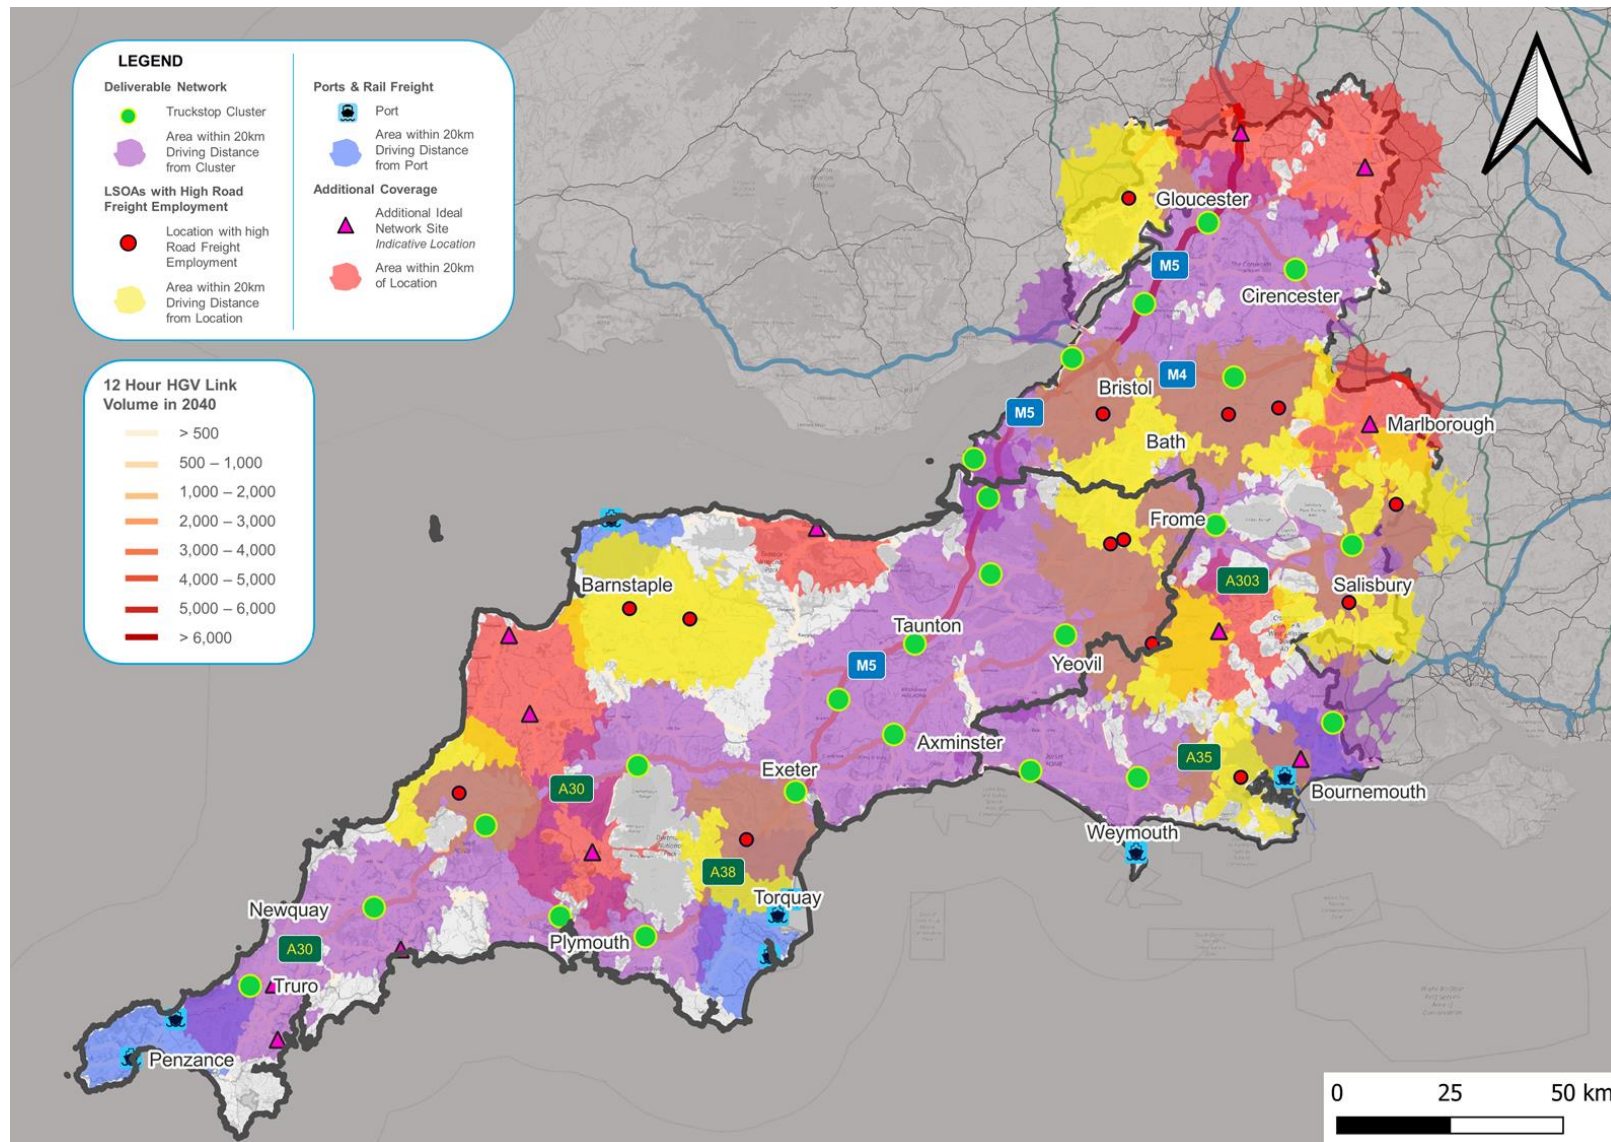 LEGEND
Deliverable Network
Truckstop Cluster
Area within 20km
Driving Distance
from Cluster
LSOAs with High Road
Freight Employment
Location with high
Road Freight
Employment
Area within 20km
Driving Distance
from Location
Ports & Rail Freight
Port
Area within 20km
Driving Distance
from Port
Additional Coverage
Additional Ideal
Network Site
Indicative Location
Area within 20km
of Location
12 Hour HGV Link
Volume in 2040
> 500
500 – 1,000
1,000 – 2,000
2,000 – 3,000
3,000 – 4,000
4,000 – 5,000
5,000 – 6,000
> 6,000
Gloucester
M5
Cirencester
M4
Bristol
M5
Marlborough
Bath
Frome
A303
Barnstaple
Salisbury
Taunton
Yeovil
M5
Axminster
A35
Exeter
A30
Bournemouth
Weymouth
A38
Torquay
Newquay
Plymouth
A30
Truro
Penzance
0 25 50 km